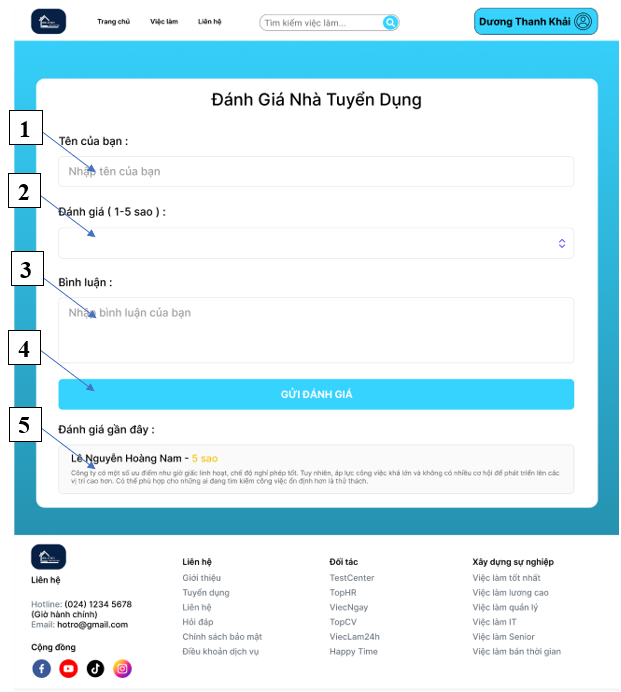 Trang chủ Việc làm Liên hệ Tìm kiếm việc làm... Dương Thanh Khải
Đánh Giá Nhà Tuyển Dụng
1
Tên của bạn :
Nhập tên của bạn
2
Đánh giá ( 1-5 sao ) :
3
Bình luận :
Nhập bình luận của bạn
4
GỬI ĐÁNH GIÁ
5
Đánh giá gần đây :
Lê Nguyễn Hoàng Nam - 5 sao
Công ty có một số ưu điểm như giờ giấc linh hoạt, chế độ nghỉ phép tốt. Tuy nhiên, áp lực công việc khá lớn và không có nhiều cơ hội để phát triển lên các
vị trí cao hơn. Có thể phù hợp cho những ai đang tìm kiếm công việc ổn định hơn là thử thách.
Liên hệ
Hotline: (024) 1234 5678
(Giờ hành chính)
Email: hotro@gmail.com
Cộng đồng
Liên hệ
Giới thiệu
Tuyển dụng
Liên hệ
Hỏi đáp
Chính sách bảo mật
Điều khoản dịch vụ
Đối tác
TestCenter
TopHR
ViecNgay
TopCV
ViecLam24h
Happy Time
Xây dựng sự nghiệp
Việc làm tốt nhất
Việc làm lương cao
Việc làm quản lý
Việc làm IT
Việc làm Senior
Việc làm bán thời gian